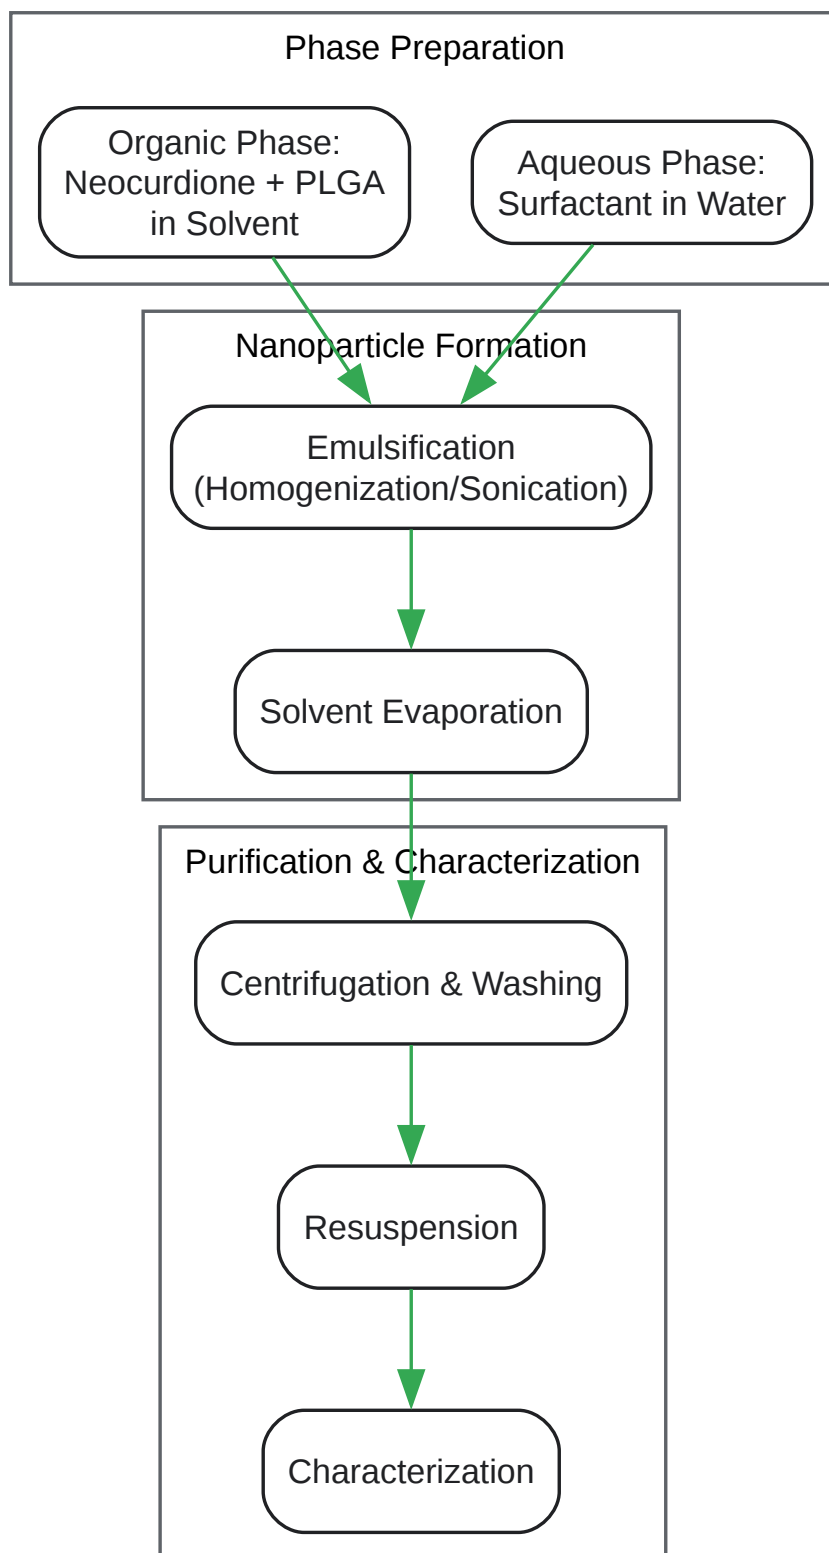 Phase Preparation
Organic Phase:
Neocurdione + PLGA
in Solvent
Aqueous Phase:
Surfactant in Water
Nanoparticle Formation
Emulsification
(Homogenization/Sonication)
Solvent Evaporation
Purification & Characterization
Centrifugation & Washing
Resuspension
Characterization